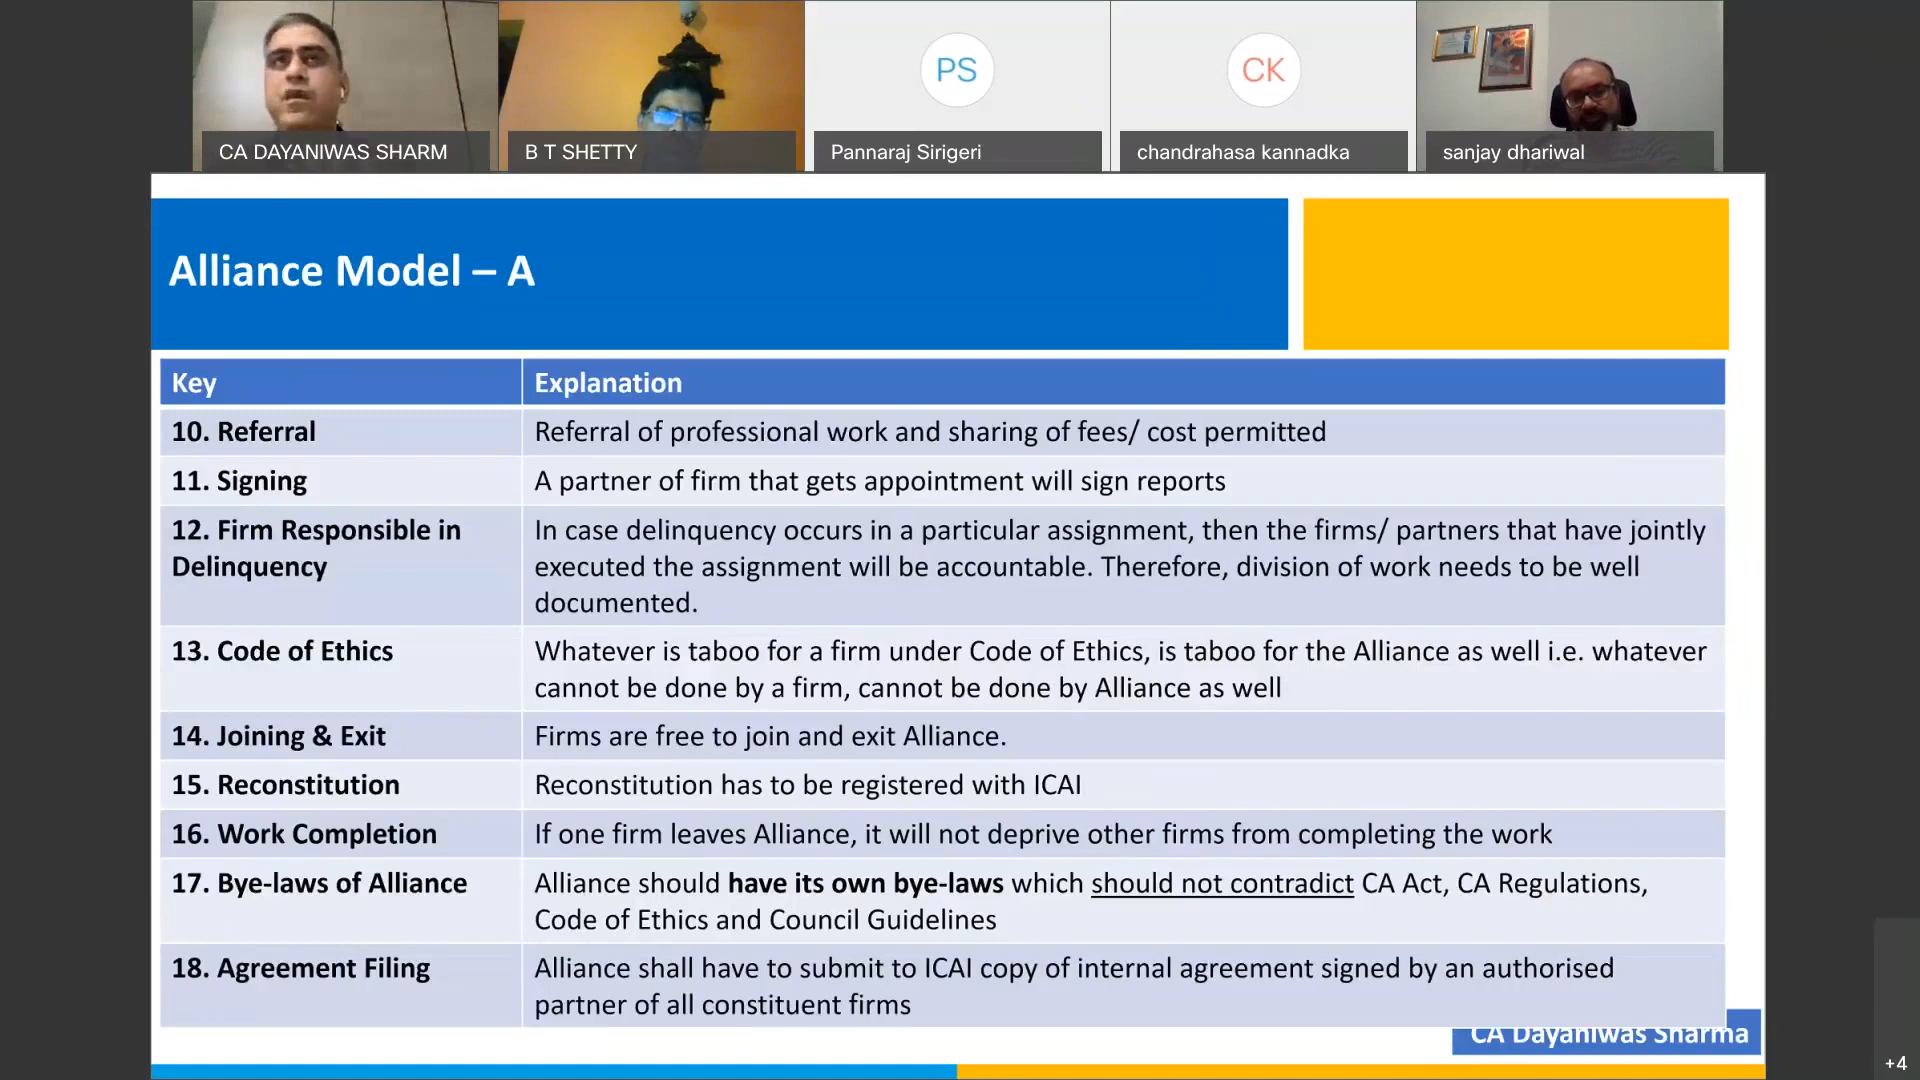 CA DAYANIWAS SHARM
B T SHETTY
PS
Pannaraj Sirigeri
CK
chandrahasa kannadka
sanjay dhariwal
Alliance Model – A
Key Explanation
10. Referral Referral of professional work and sharing of fees/ cost permitted
11. Signing A partner of firm that gets appointment will sign reports
12. Firm Responsible in
Delinquency
In case delinquency occurs in a particular assignment, then the firms/ partners that have jointly
executed the assignment will be accountable. Therefore, division of work needs to be well
documented.
13. Code of Ethics
Whatever is taboo for a firm under Code of Ethics, is taboo for the Alliance as well i.e. whatever
cannot be done by a firm, cannot be done by Alliance as well
14. Joining & Exit Firms are free to join and exit Alliance.
15. Reconstitution Reconstitution has to be registered with ICAI
16. Work Completion If one firm leaves Alliance, it will not deprive other firms from completing the work
17. Bye-laws of Alliance
Alliance should have its own bye-laws which should not contradict CA Act, CA Regulations,
Code of Ethics and Council Guidelines
18. Agreement Filing
Alliance shall have to submit to ICAI copy of internal agreement signed by an authorised
partner of all constituent firms
CA Dayaniwas Sharma
+4